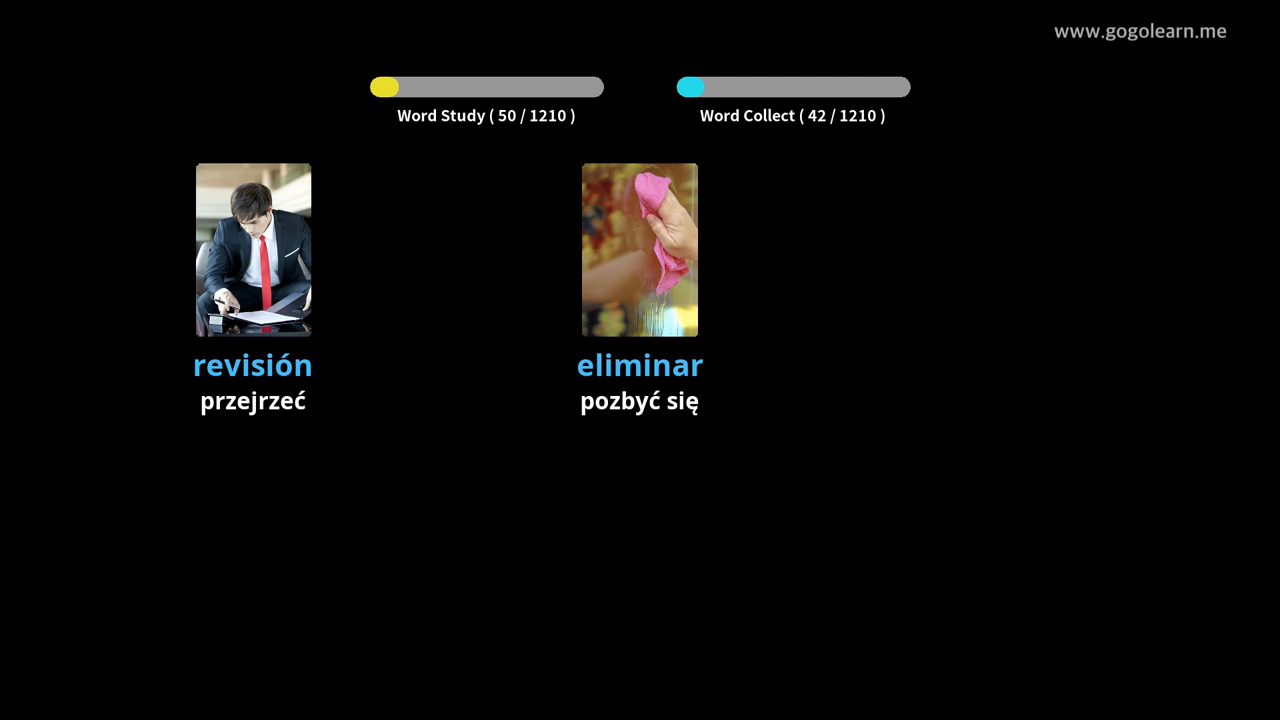 www.gogolearn.me
Word Study ( 50 / 1210 )
Word Collect ( 42 / 1210 )
revisión
przejrzeć
eliminar
pozbyć się